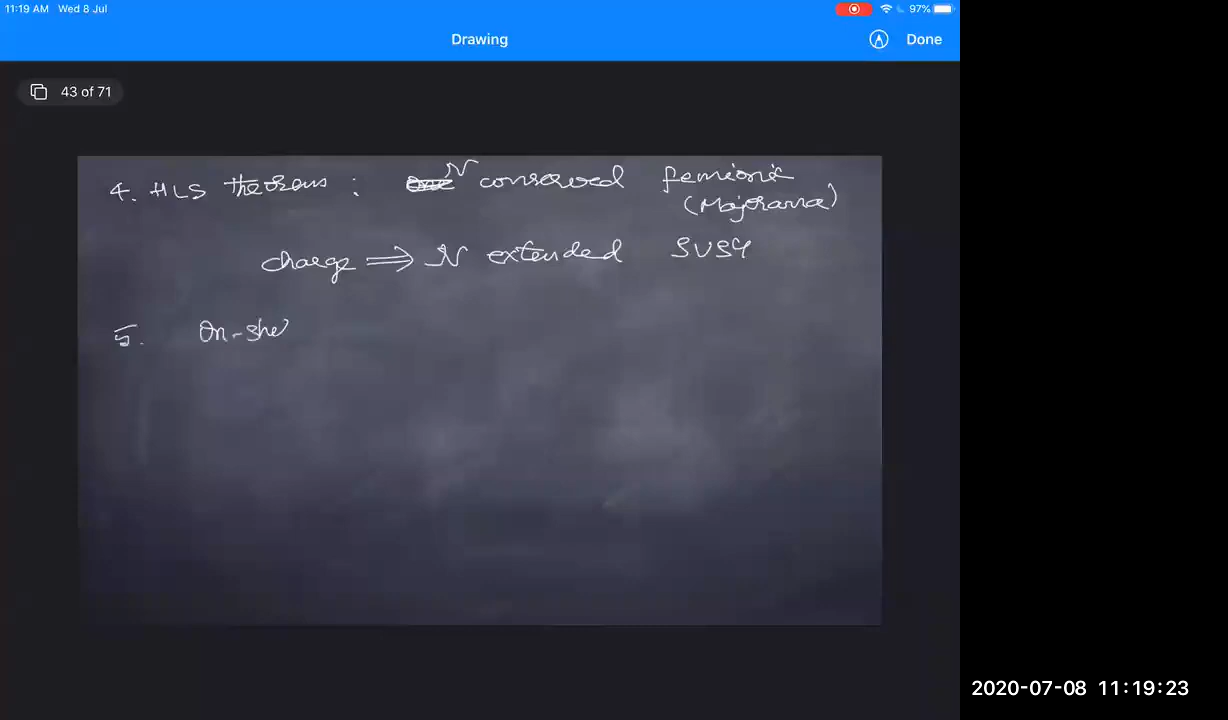 11:19 AM Wed 8 Jul 97%
Drawing Done
43 of 71
4. HLS theorem : N conserved fermionic
(Majorana)
charge ⟹ N extended SUSY
5. On-she
2020-07-08 11:19:23